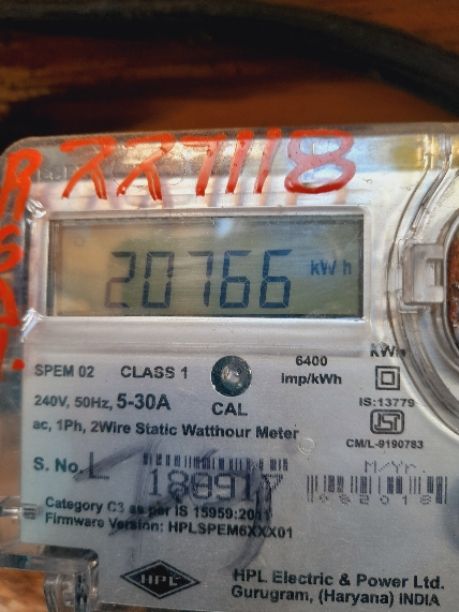 20766 kWh
SPEM 02 CLASS 1 6400 imp/kWh
240V, 50Hz, 5-30A CAL
IS:13779
CM/L-9190783
ac, 1Ph, 2Wire Static Watthour Meter
M/Yr.
S. No. L 180917
082018
Category C3 as per IS 15959:2011
Firmware Version: HPLSPEM6XXX01
HPL
HPL Electric & Power Ltd.
Gurugram, (Haryana) INDIA